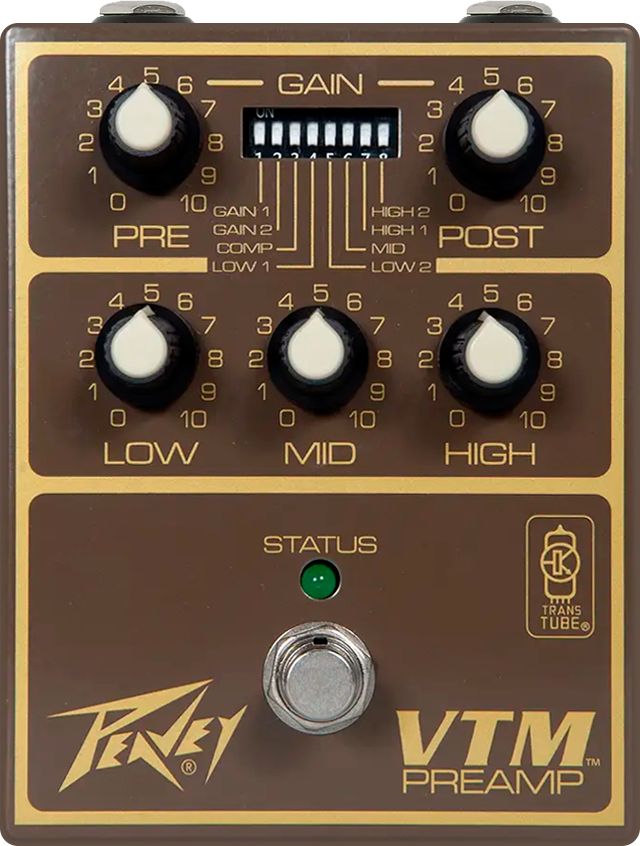 GAIN
ON
1 2 3 4 5 6 7 8
0 1 2 3 4 5 6 7 8 9 10
PRE
GAIN 1
GAIN 2
COMP
LOW 1
HIGH 2
HIGH 1
MID
LOW 2
0 1 2 3 4 5 6 7 8 9 10
POST
0 1 2 3 4 5 6 7 8 9 10
LOW
0 1 2 3 4 5 6 7 8 9 10
MID
0 1 2 3 4 5 6 7 8 9 10
HIGH
STATUS
TRANS
TUBE®
PEAVEY®
VTM™
PREAMP